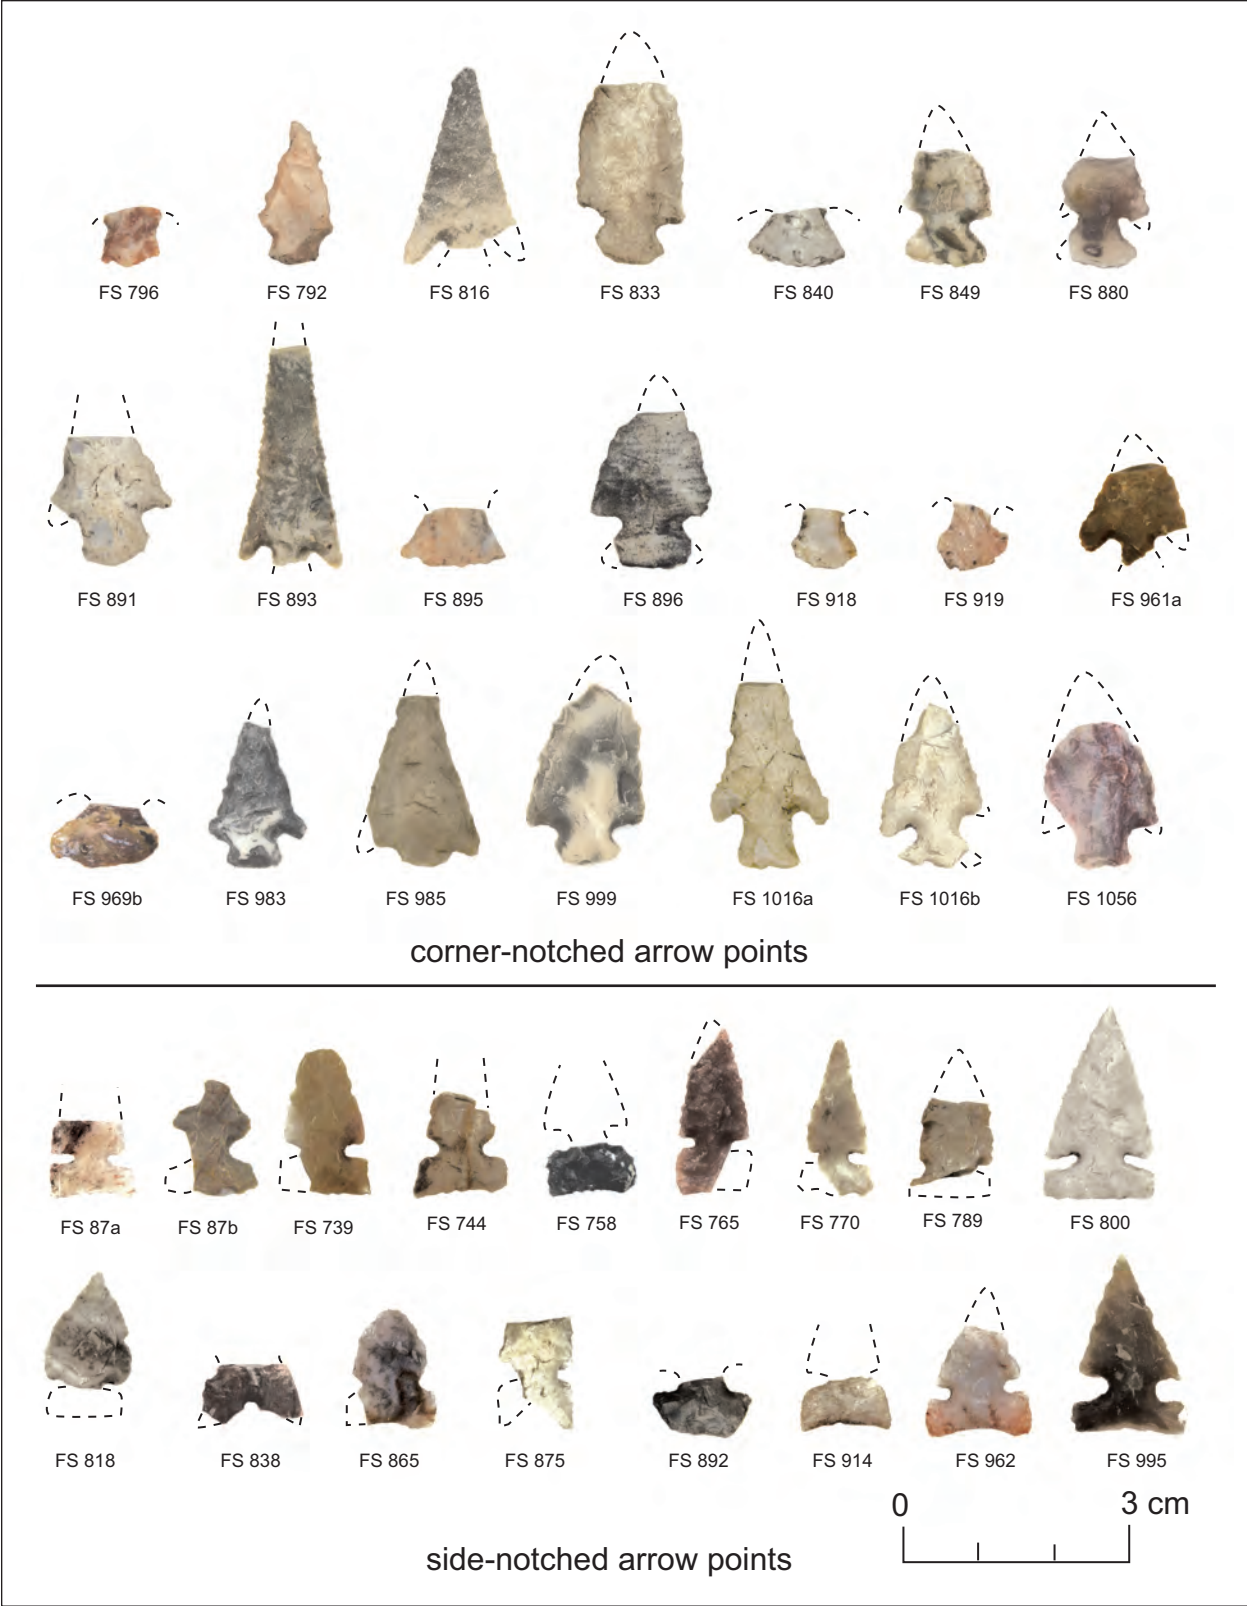 FS 796 FS 792 FS 816 FS 833 FS 840 FS 849 FS 880
FS 891 FS 893 FS 895 FS 896 FS 918 FS 919 FS 961a
FS 969b FS 983 FS 985 FS 999 FS 1016a FS 1016b FS 1056
corner-notched arrow points
FS 87a FS 87b FS 739 FS 744 FS 758 FS 765 FS 770 FS 789 FS 800
FS 818 FS 838 FS 865 FS 875 FS 892 FS 914 FS 962 FS 995
0 3 cm
side-notched arrow points